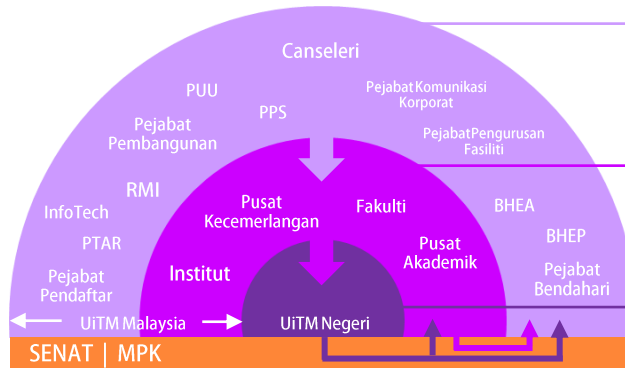 Canseleri
PUU
Pejabat Komunikasi
Korporat
PPS
Pejabat
Pembangunan
Pejabat Pengurusan
Fasiliti
RMI
Pusat
Kecemerlangan
Fakulti
BHEA
InfoTech
BHEP
PTAR
Pusat
Akademik
Institut
Pejabat
Pendaftar
Pejabat
Bendahari
UiTM Malaysia
UiTM Negeri
SENAT | MPK